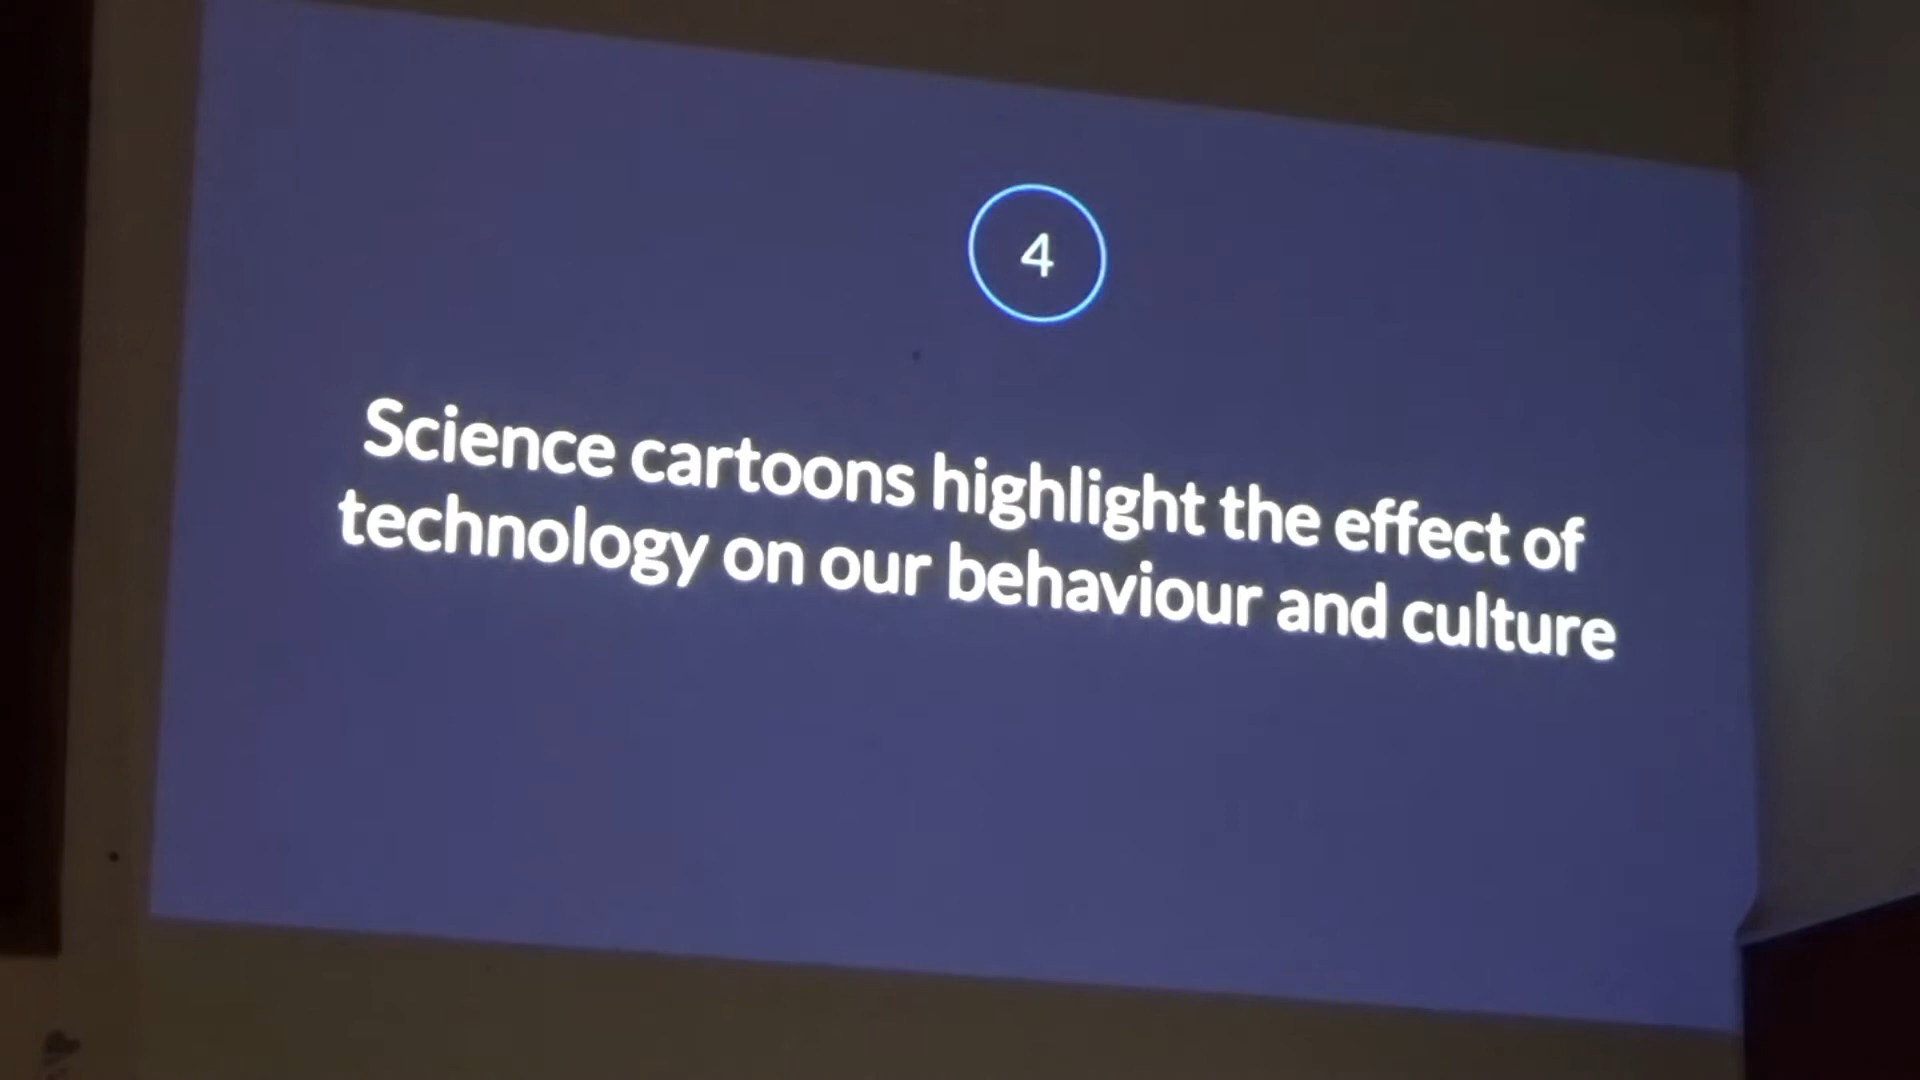 4
Science cartoons highlight the effect of
technology on our behaviour and culture